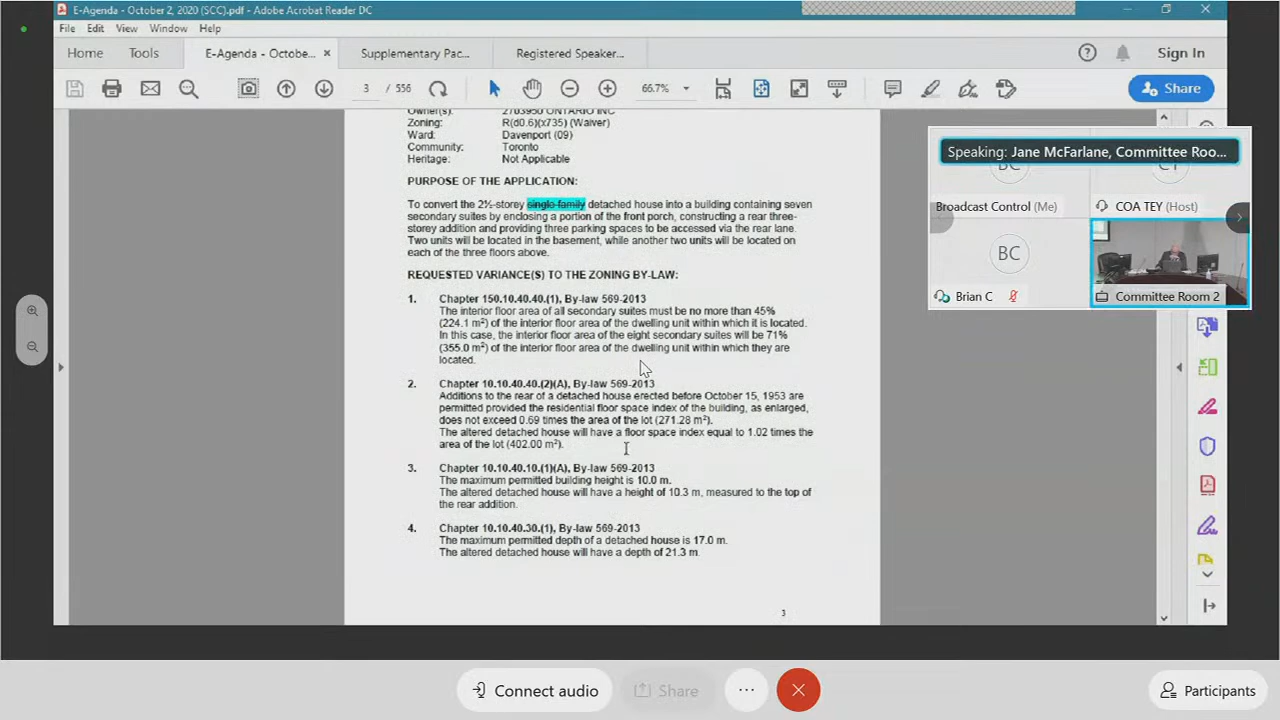 E-Agenda - October 2, 2020 (SCC).pdf - Adobe Acrobat Reader DC
File Edit View Window Help
Home Tools E-Agenda - Octobe... × Supplementary Pac... Registered Speaker... Sign In
3 / 556 66.7% Share
Owner(s): 2703950 ONTARIO INC
Zoning: R(d0.6)(x735) (Waiver)
Ward: Davenport (09)
Community: Toronto
Heritage: Not Applicable
PURPOSE OF THE APPLICATION:
To convert the 2½-storey single-family detached house into a building containing seven
secondary suites by enclosing a portion of the front porch, constructing a rear three-
storey addition and providing three parking spaces to be accessed via the rear lane.
Two units will be located in the basement, while another two units will be located on
each of the three floors above.
REQUESTED VARIANCE(S) TO THE ZONING BY-LAW:
1. Chapter 150.10.40.40.(1), By-law 569-2013
The interior floor area of all secondary suites must be no more than 45%
(224.1 m²) of the interior floor area of the dwelling unit within which it is located.
In this case, the interior floor area of the eight secondary suites will be 71%
(355.0 m²) of the interior floor area of the dwelling unit within which they are
located.
2. Chapter 10.10.40.40.(2)(A), By-law 569-2013
Additions to the rear of a detached house erected before October 15, 1953 are
permitted provided the residential floor space index of the building, as enlarged,
does not exceed 0.69 times the area of the lot (271.28 m²).
The altered detached house will have a floor space index equal to 1.02 times the
area of the lot (402.00 m²).
3. Chapter 10.10.40.10.(1)(A), By-law 569-2013
The maximum permitted building height is 10.0 m.
The altered detached house will have a height of 10.3 m, measured to the top of
the rear addition.
4. Chapter 10.10.40.30.(1), By-law 569-2013
The maximum permitted depth of a detached house is 17.0 m.
The altered detached house will have a depth of 21.3 m.
3
Speaking: Jane McFarlane, Committee Roo...
Broadcast Control (Me)
COA TEY (Host)
BC
Brian C
Committee Room 2
Connect audio
Share
Participants